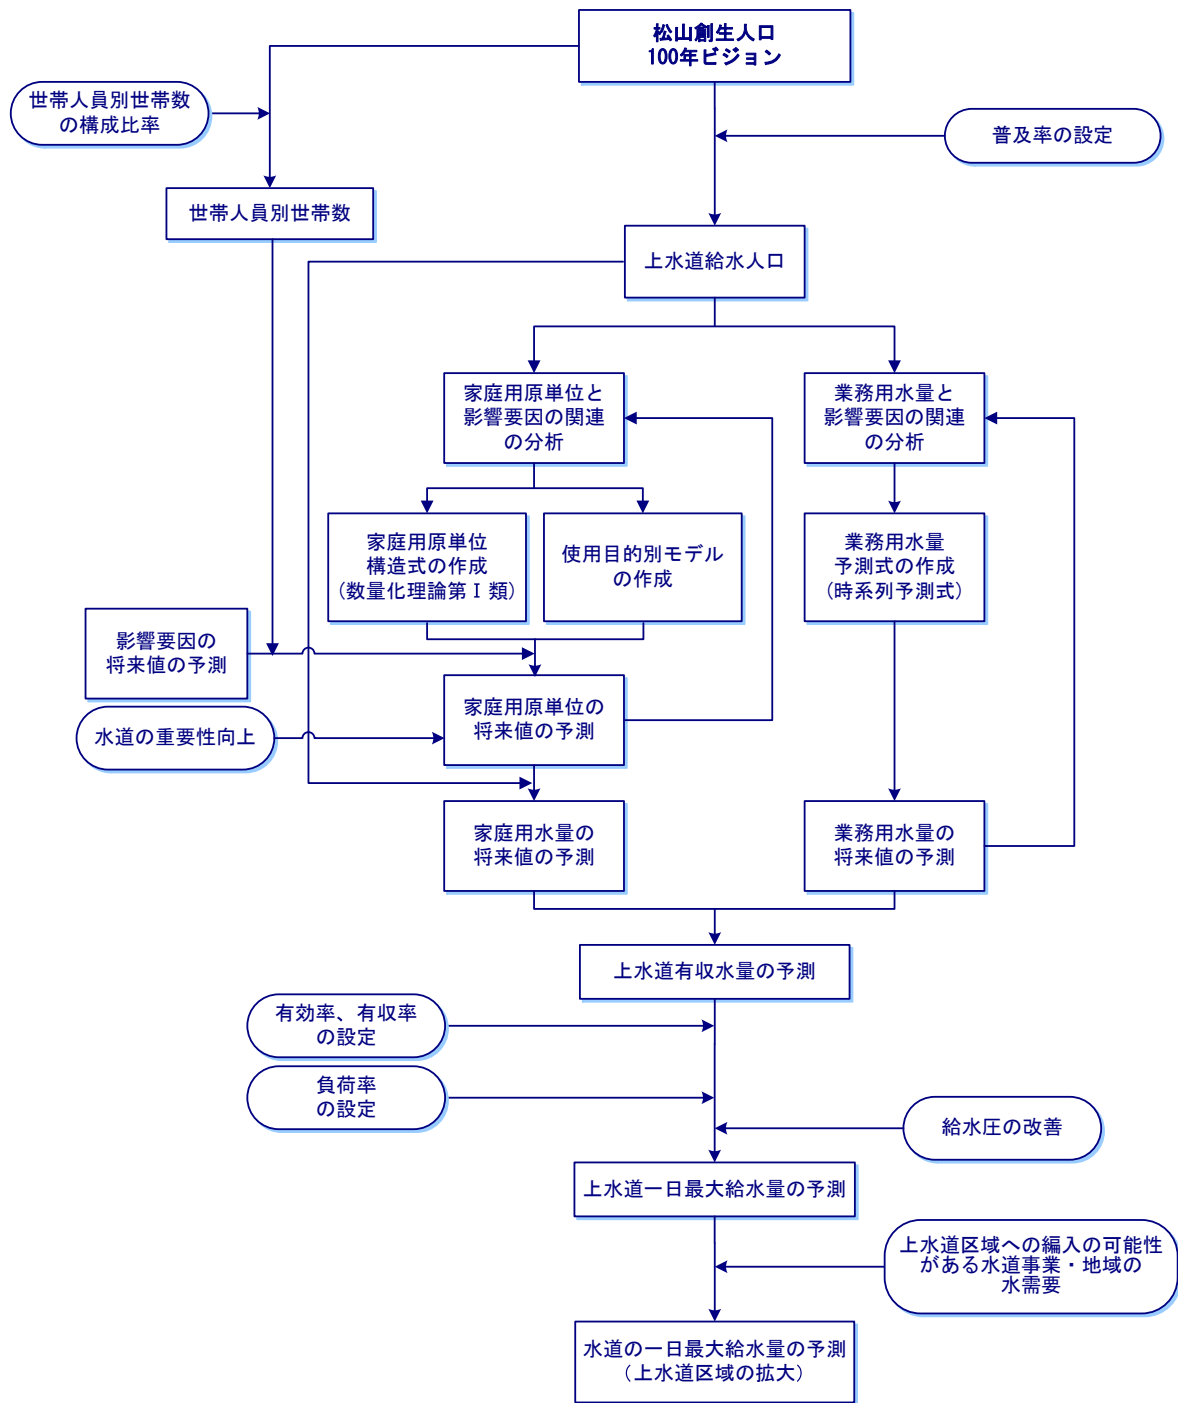 松山創生人口
100年ビジョン
世帯人員別世帯数
の構成比率
普及率の設定
世帯人員別世帯数
上水道給水人口
家庭用原単位と
影響要因の関連
の分析
業務用水量と
影響要因の関連
の分析
家庭用原単位
構造式の作成
(数量化理論第Ⅰ類)
使用目的別モデル
の作成
業務用水量
予測式の作成
(時系列予測式)
影響要因の
将来値の予測
家庭用原単位の
将来値の予測
水道の重要性向上
家庭用水量の
将来値の予測
業務用水量の
将来値の予測
上水道有収水量の予測
有効率、有収率
の設定
負荷率
の設定
給水圧の改善
上水道一日最大給水量の予測
上水道区域への編入の可能性
がある水道事業・地域の
水需要
水道の一日最大給水量の予測
(上水道区域の拡大)